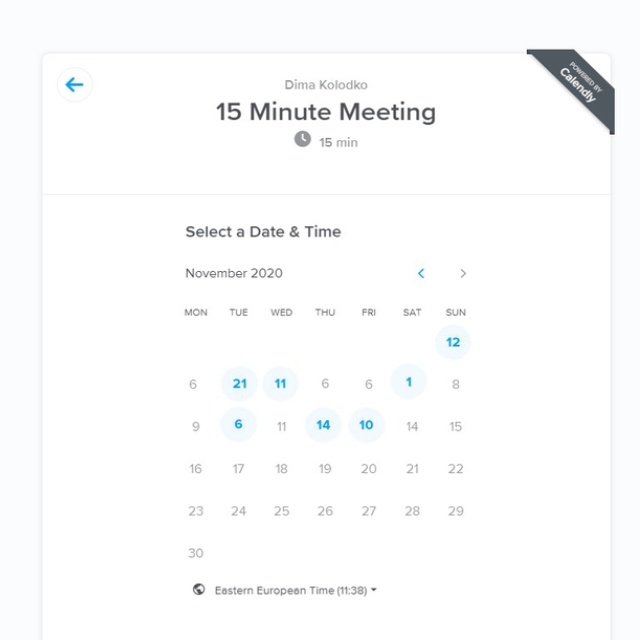 POWERED BY
Calendly
Dima Kolodko
15 Minute Meeting
15 min
Select a Date & Time
November 2020
MON TUE WED THU FRI SAT SUN
12
6 21 11 6 6 1 8
9 6 11 14 10 14 15
16 17 18 19 20 21 22
23 24 25 26 27 28 29
30
Eastern European Time (11:38)